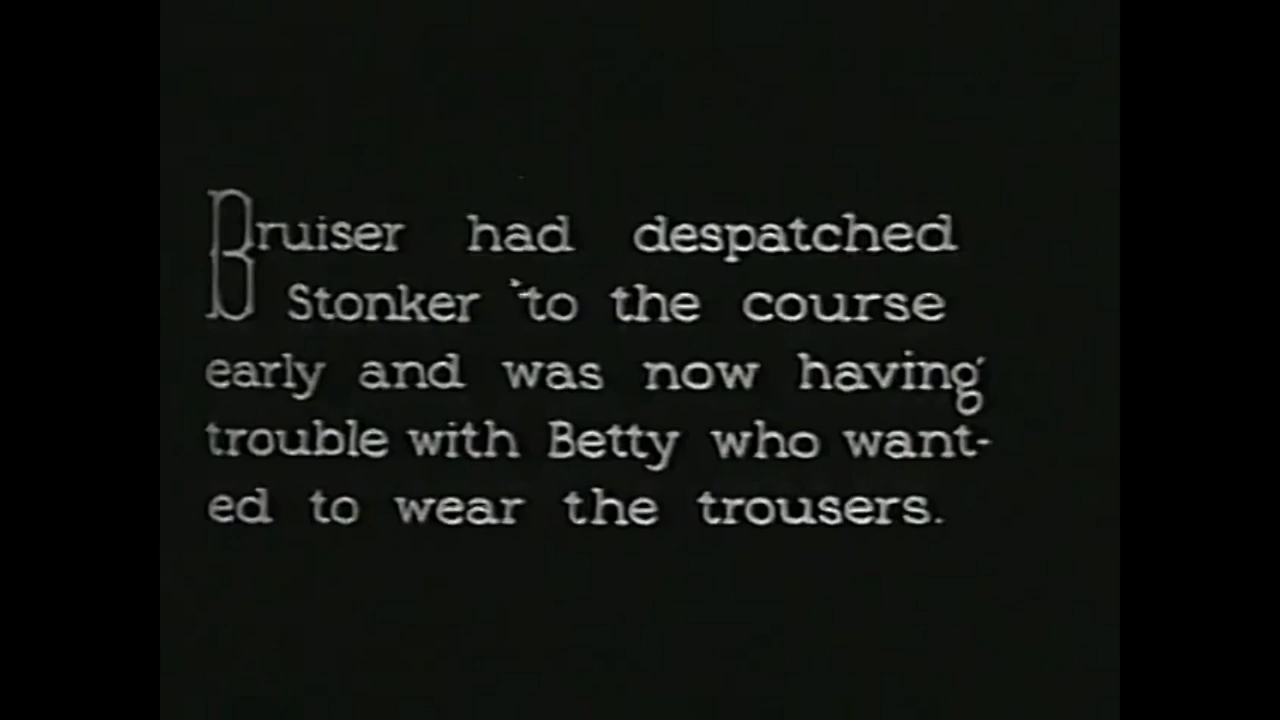 Bruiser had despatched
Stonker to the course
early and was now having
trouble with Betty who want-
ed to wear the trousers.